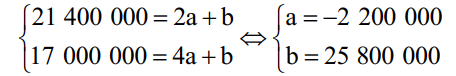 {21 400 000 = 2a + b ⇔ {a = −2 200 000
{17 000 000 = 4a + b ⇔ {b = 25 800 000